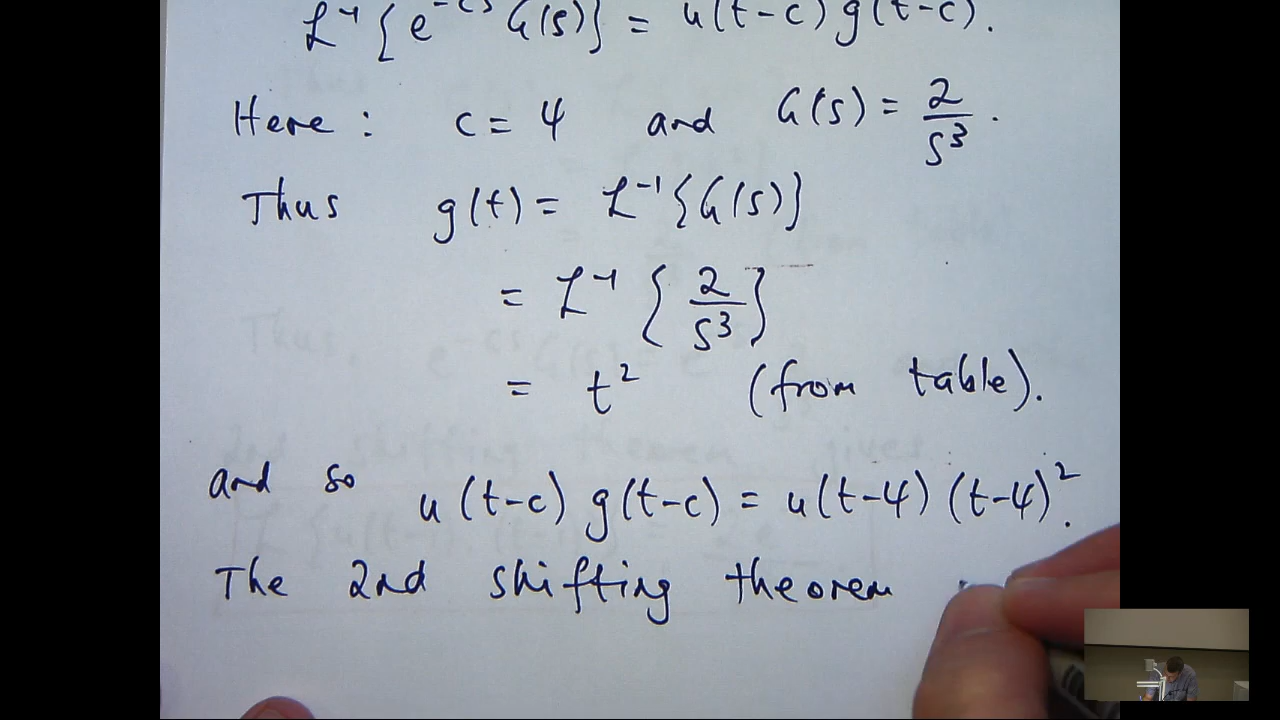 ℒ⁻¹{e^{-cs} G(s)} = u(t-c) g(t-c).
Here: c = 4 and G(s) = 2/s³.
Thus g(t) = ℒ⁻¹{G(s)}
= ℒ⁻¹{2/s³}
= t² (from table).
and so u(t-c) g(t-c) = u(t-4) (t-4)².
The 2nd shifting theorem